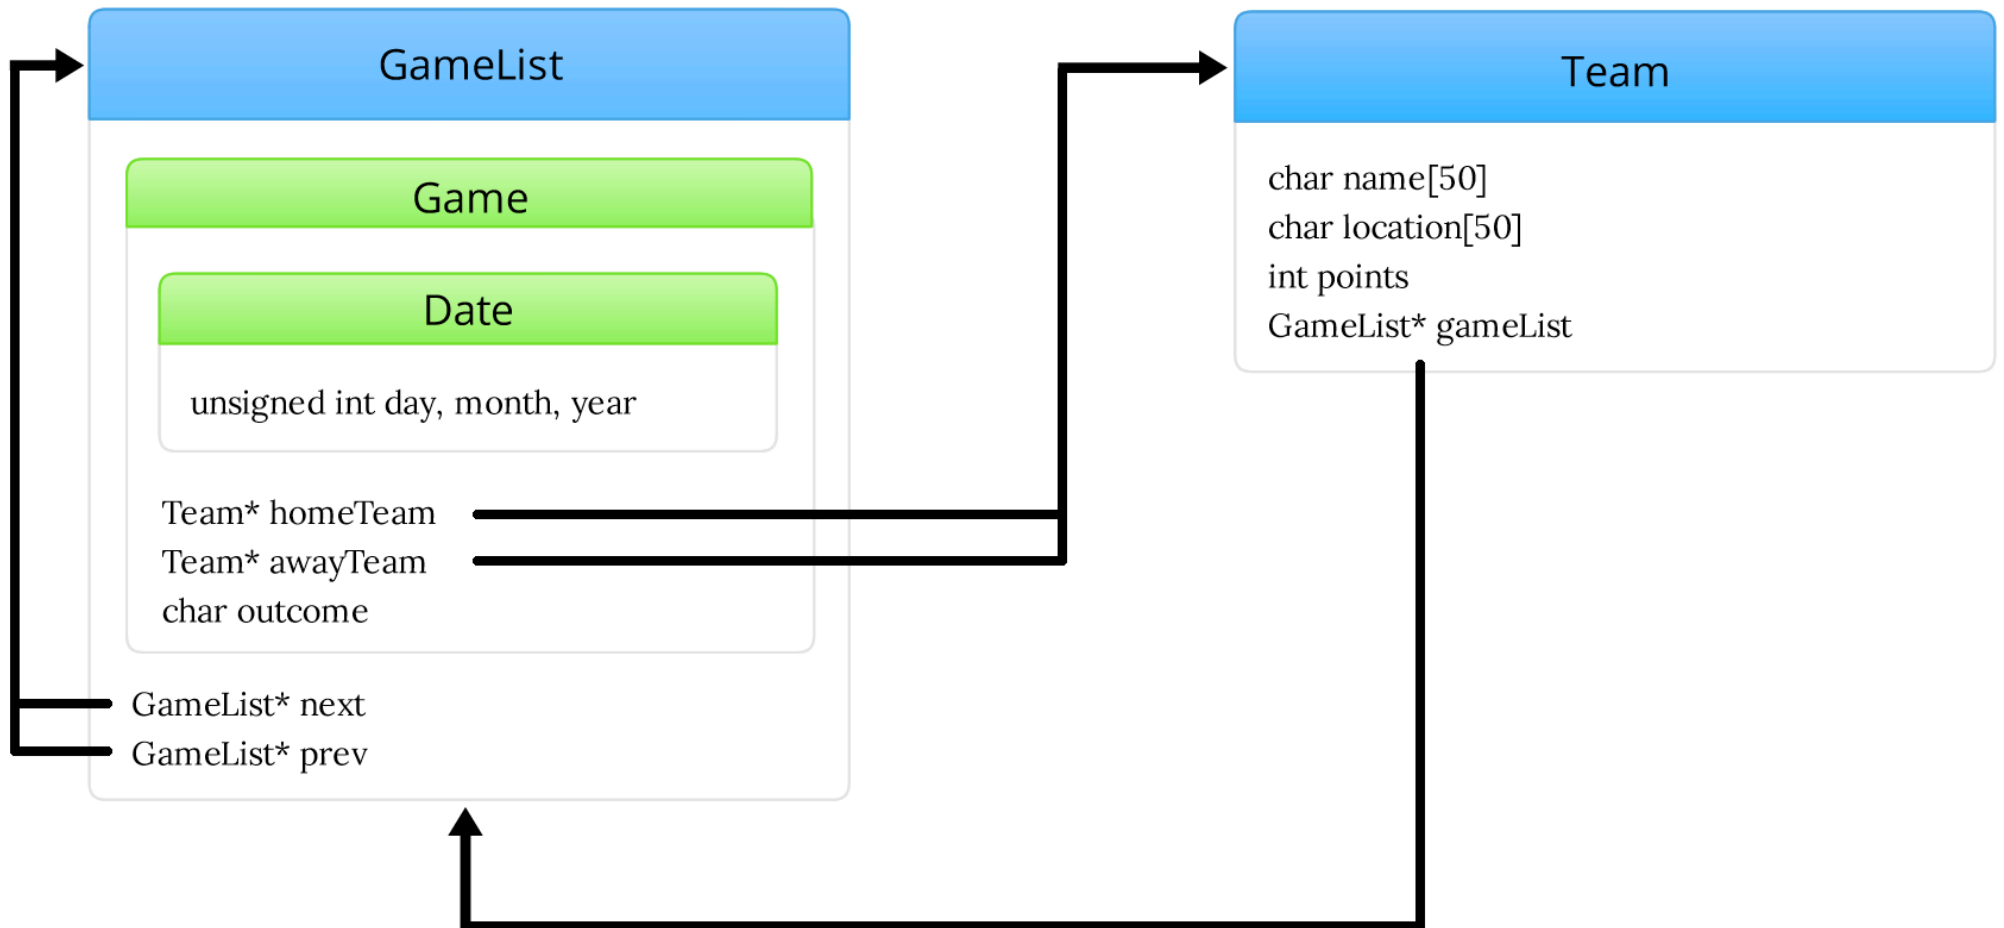 GameList
Game
Date
unsigned int day, month, year
Team* homeTeam
Team* awayTeam
char outcome
GameList* next
GameList* prev
Team
char name[50]
char location[50]
int points
GameList* gameList